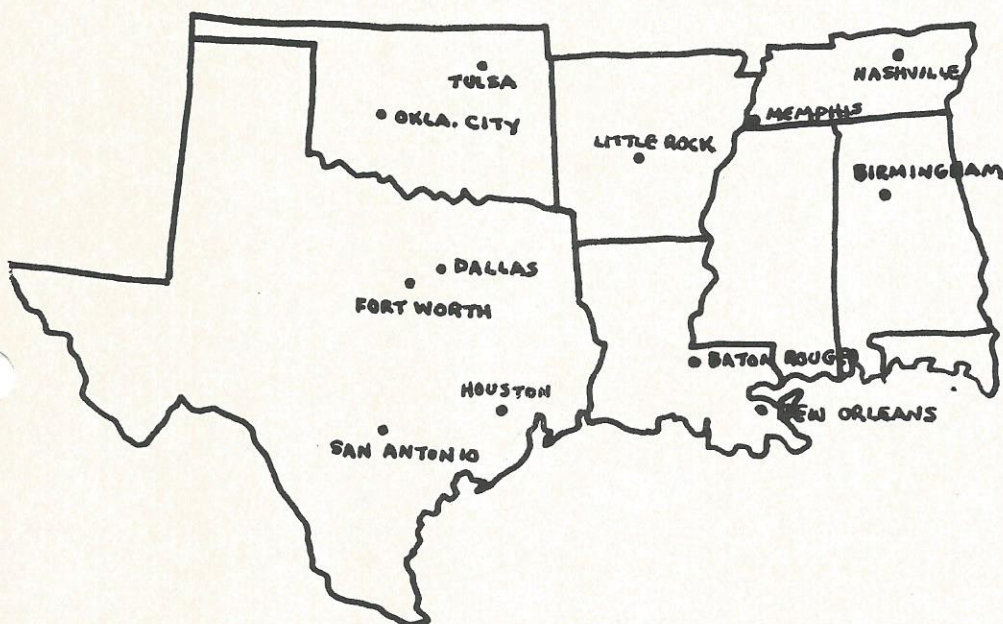 TULSA
NASHVILLE
OKLA. CITY
MEMPHIS
LITTLE ROCK
BIRMINGHAM
DALLAS
FORT WORTH
BATON ROUGE
HOUSTON
NEW ORLEANS
SAN ANTONIO